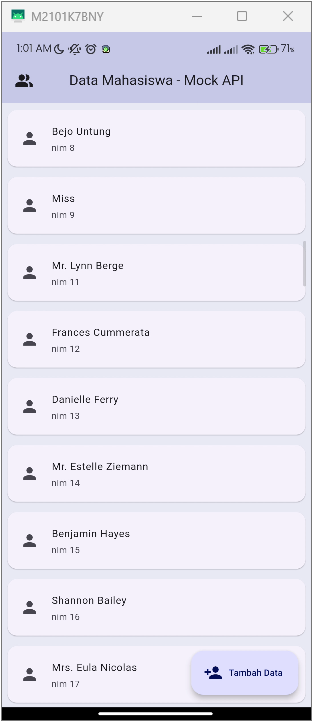 M2101K7BNY
1:01 AM 71%
Data Mahasiswa - Mock API
Bejo Untung
nim 8
Miss
nim 9
Mr. Lynn Berge
nim 11
Frances Cummerata
nim 12
Danielle Ferry
nim 13
Mr. Estelle Ziemann
nim 14
Benjamin Hayes
nim 15
Shannon Bailey
nim 16
Mrs. Eula Nicolas
nim 17
Tambah Data